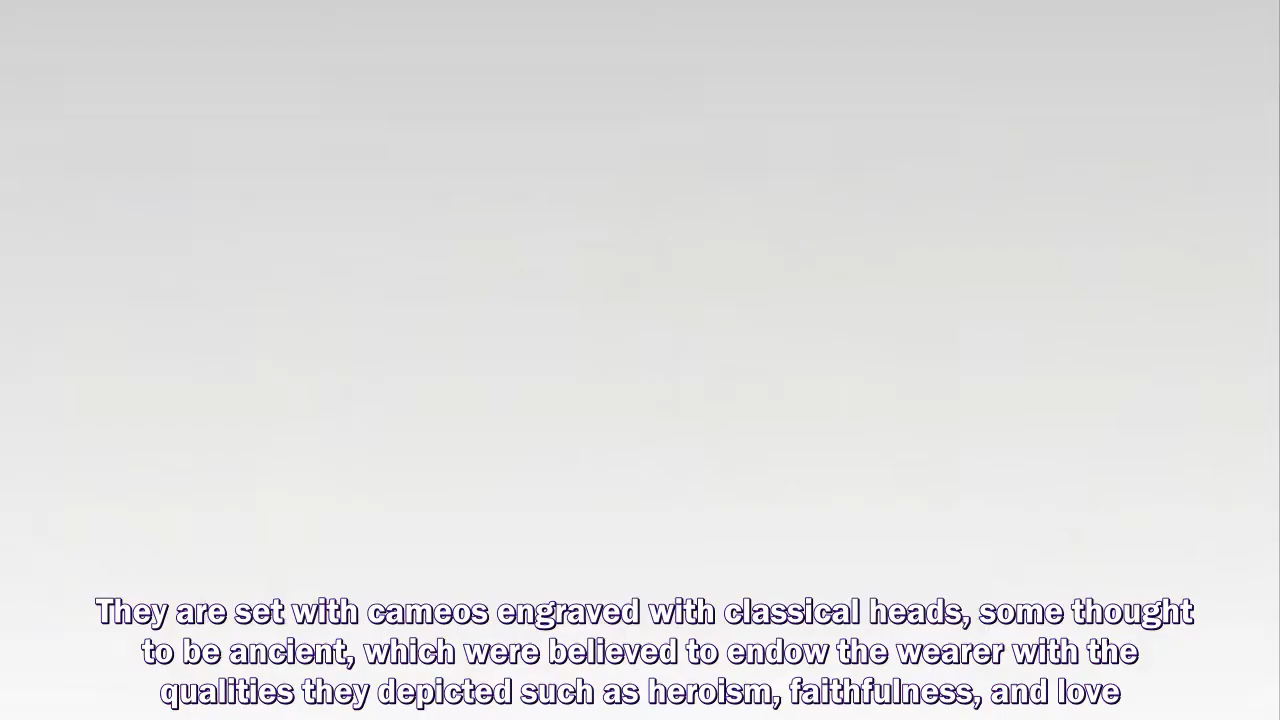 They are set with cameos engraved with classical heads, some thought
to be ancient, which were believed to endow the wearer with the
qualities they depicted such as heroism, faithfulness, and love